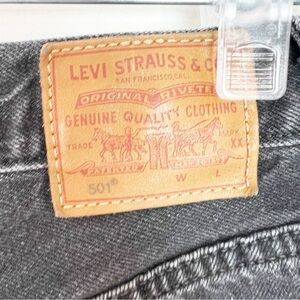 LEVI STRAUSS & CO
SAN FRANCISCO, CAL.
ORIGINAL RIVETED
GENUINE QUALITY CLOTHING
TRADE MARK
XX
PATENTED
501®
W L